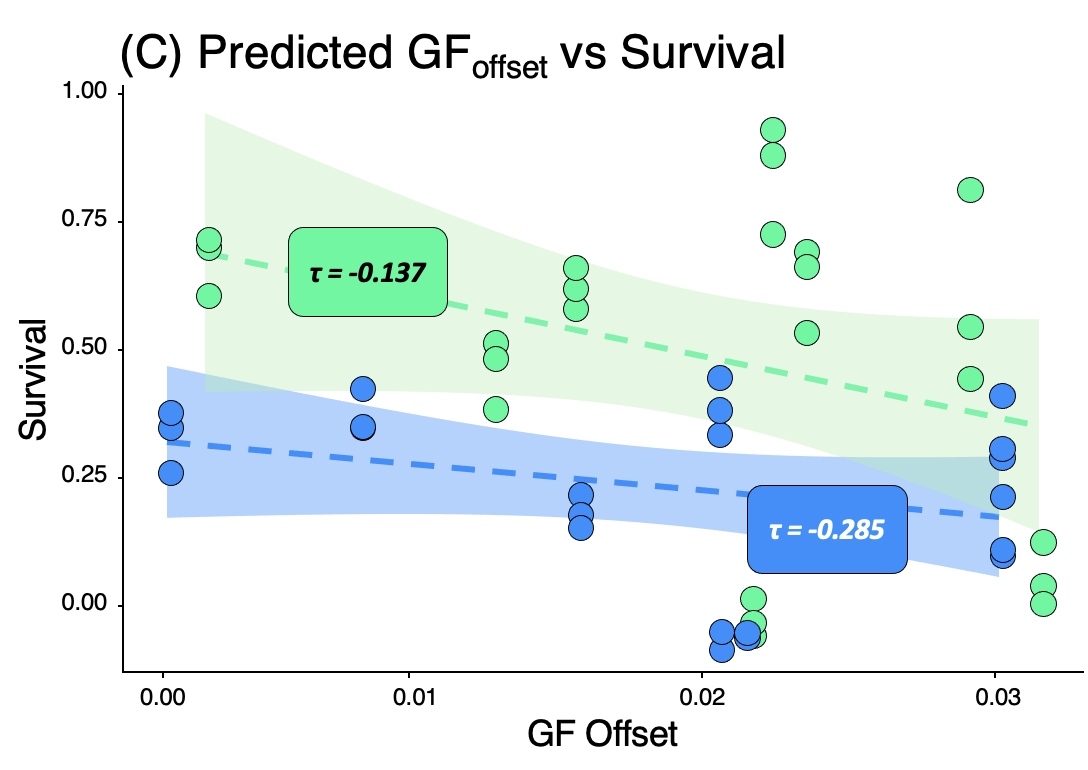 (C) Predicted GFoffset vs Survival
1.00
0.75
0.50
0.25
0.00
Survival
τ = -0.137
τ = -0.285
0.00 0.01 0.02 0.03
GF Offset